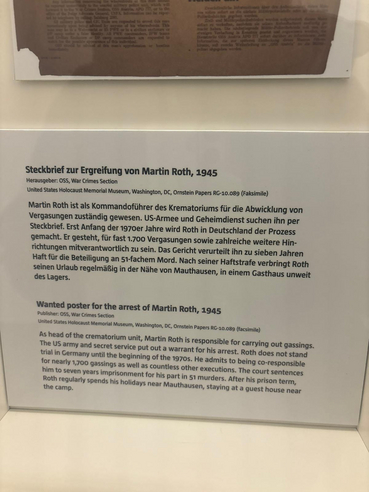 Steckbrief zur Ergreifung von Martin Roth, 1945
Herausgeber: OSS, War Crimes Section
United States Holocaust Memorial Museum, Washington, DC, Ornstein Papers RG-10.089 (Faksimile)
Martin Roth ist als Kommandoführer des Krematoriums für die Abwicklung von
Vergasungen zuständig gewesen. US-Armee und Geheimdienst suchen ihn per
Steckbrief. Erst Anfang der 1970er Jahre wird Roth in Deutschland der Prozess
gemacht. Er gesteht, für fast 1.700 Vergasungen sowie zahlreiche weitere Hin-
richtungen mitverantwortlich zu sein. Das Gericht verurteilt ihn zu sieben Jahren
Haft für die Beteiligung an 51-fachem Mord. Nach seiner Haftstrafe verbringt Roth
seinen Urlaub regelmäßig in der Nähe von Mauthausen, in einem Gasthaus unweit
des Lagers.
Wanted poster for the arrest of Martin Roth, 1945
Publisher: OSS, War Crimes Section
United States Holocaust Memorial Museum, Washington, DC, Ornstein Papers RG-10.089 (facsimile)
As head of the crematorium unit, Martin Roth is responsible for carrying out gassings.
The US army and secret service put out a warrant for his arrest. Roth does not stand
trial in Germany until the beginning of the 1970s. He admits to being co-responsible
for nearly 1,700 gassings as well as countless other executions. The court sentences
him to seven years imprisonment for his part in 51 murders. After his prison term,
Roth regularly spends his holidays near Mauthausen, staying at a guest house near
the camp.